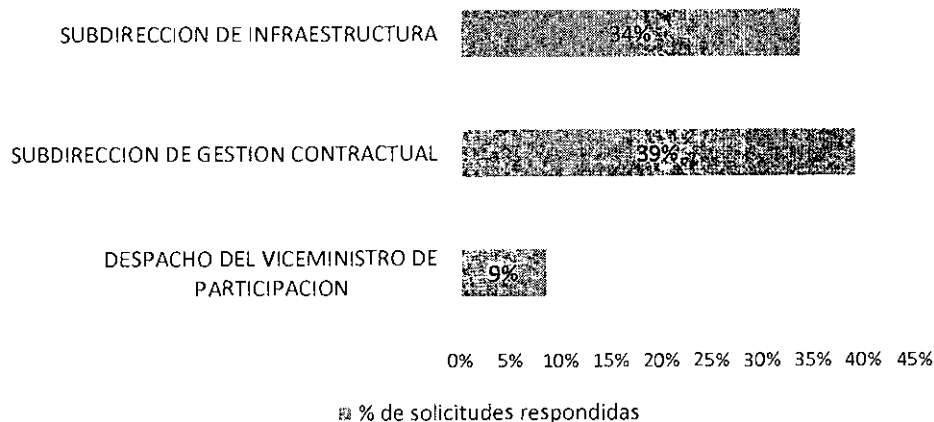 SUBDIRECCION DE INFRAESTRUCTURA
34%
SUBDIRECCION DE GESTION CONTRACTUAL
39%
DESPACHO DEL VICEMINISTRO DE
PARTICIPACION
9%
0% 5% 10% 15% 20% 25% 30% 35% 40% 45%
% de solicitudes respondidas